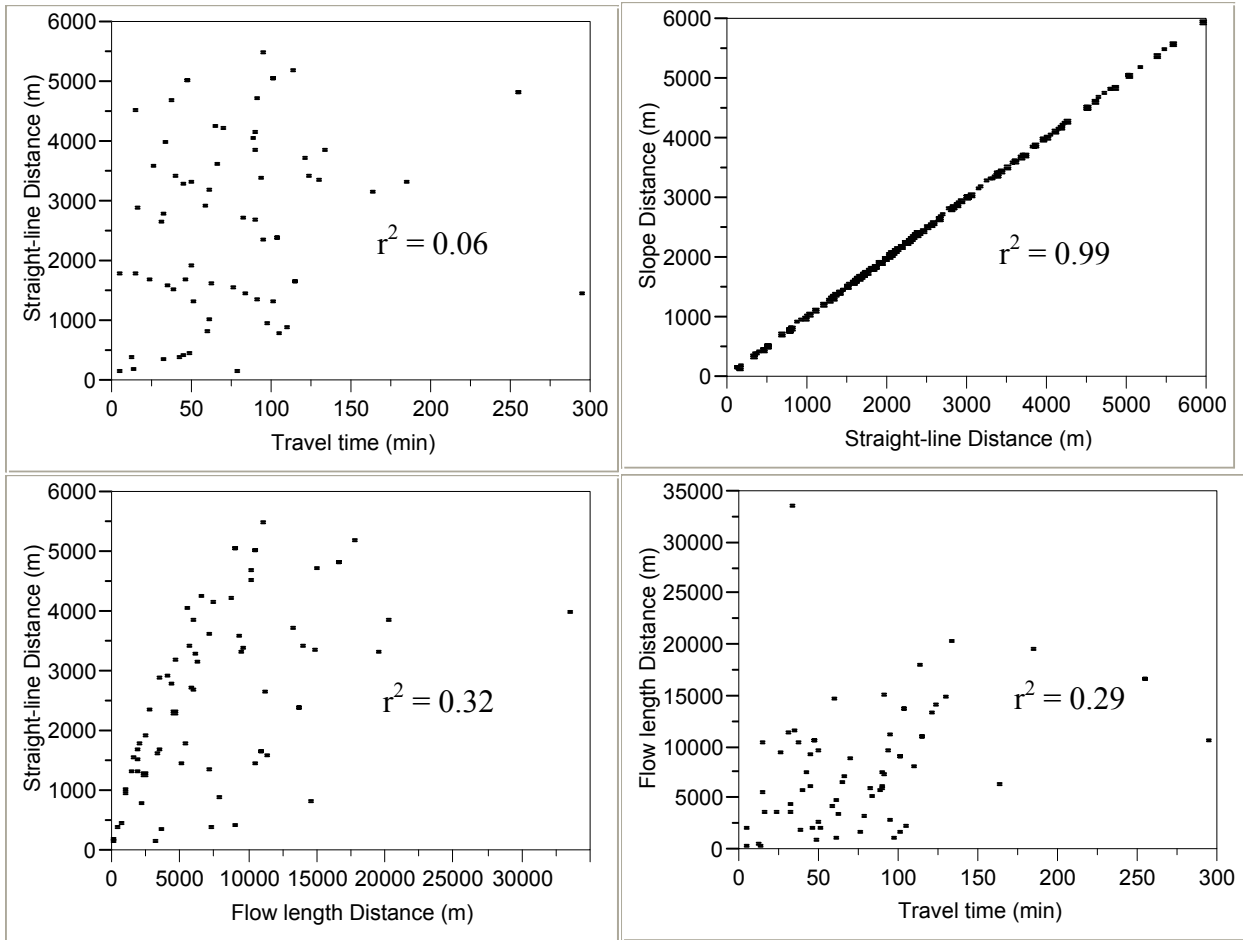 6000
5000
4000
3000
2000
1000
0
Straight-line Distance (m)
r² = 0.06
0 50 100 150 200 250 300
Travel time (min)
6000
5000
4000
3000
2000
1000
0
Slope Distance (m)
r² = 0.99
0 1000 2000 3000 4000 5000 6000
Straight-line Distance (m)
6000
5000
4000
3000
2000
1000
0
Straight-line Distance (m)
r² = 0.32
0 5000 10000 15000 20000 25000 30000
Flow length Distance (m)
35000
30000
25000
20000
15000
10000
5000
0
Flow length Distance (m)
r² = 0.29
0 50 100 150 200 250 300
Travel time (min)